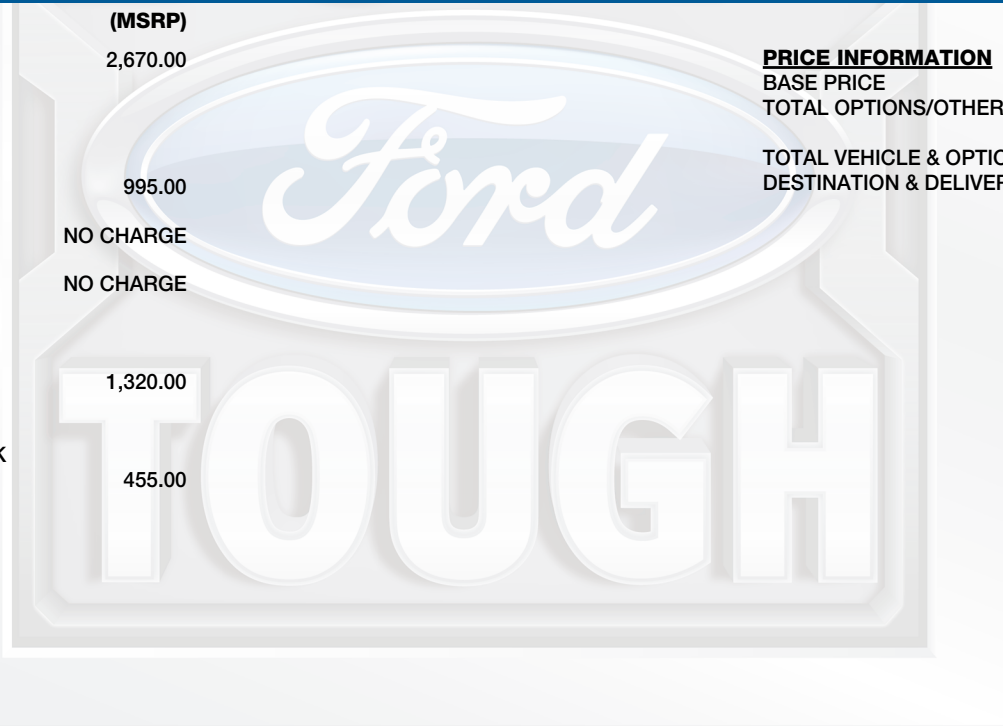 (MSRP)
2,670.00
995.00
NO CHARGE
NO CHARGE
1,320.00
K
455.00
PRICE INFORMATION
BASE PRICE
TOTAL OPTIONS/OTHER
TOTAL VEHICLE & OPTIO
DESTINATION & DELIVER
Ford
TOUGH